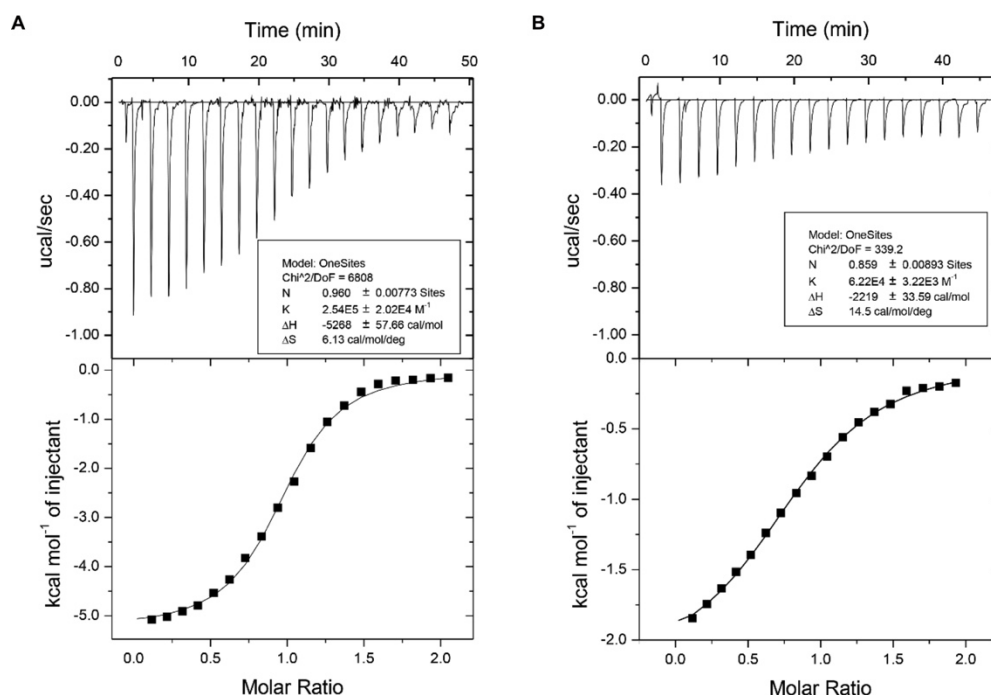 A
Time (min)
0 10 20 30 40 50
0.00
-0.20
-0.40
-0.60
-0.80
-1.00
ucal/sec
Model: OneSites
Chi^2/DoF = 6808
N 0.960 ± 0.00773 Sites
K 2.54E5 ± 2.02E4 M⁻¹
ΔH -5268 ± 57.66 cal/mol
ΔS 6.13 cal/mol/deg
0.0
-1.0
-2.0
-3.0
-4.0
-5.0
kcal mol⁻¹ of injectant
0.0 0.5 1.0 1.5 2.0
Molar Ratio
B
Time (min)
0 10 20 30 40
0.00
-0.20
-0.40
-0.60
-0.80
-1.00
ucal/sec
Model: OneSites
Chi^2/DoF = 339.2
N 0.859 ± 0.00893 Sites
K 6.22E4 ± 3.22E3 M⁻¹
ΔH -2219 ± 33.59 cal/mol
ΔS 14.5 cal/mol/deg
0.0
-0.5
-1.0
-1.5
-2.0
kcal mol⁻¹ of injectant
0.0 0.5 1.0 1.5 2.0
Molar Ratio